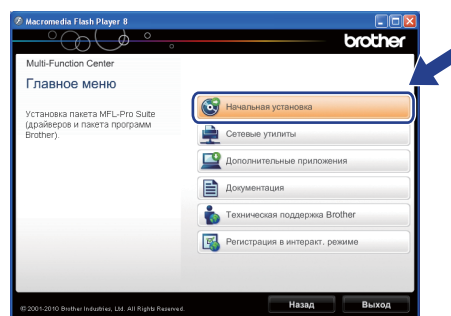 Macromedia Flash Player 8
brother
Multi-Function Center
Главное меню
Установка пакета MFL-Pro Suite
(драйверов и пакета программ
Brother).
Начальная установка
Сетевые утилиты
Дополнительные приложения
Документация
Техническая поддержка Brother
Регистрация в интеракт. режиме
© 2001-2010 Brother Industries, Ltd. All Rights Reserved.
Назад
Выход